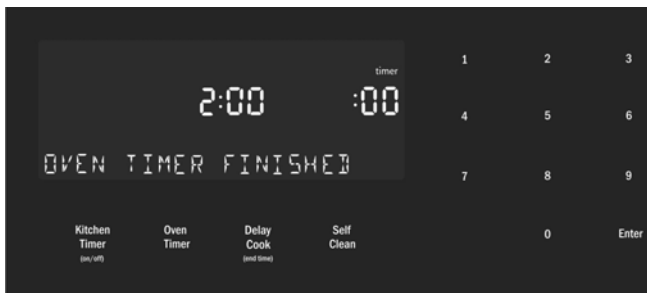 timer
2:00 :00
OVEN TIMER FINISHED
1 2 3
4 5 6
7 8 9
0 Enter
Kitchen Timer (on/off)
Oven Timer
Delay Cook (end time)
Self Clean